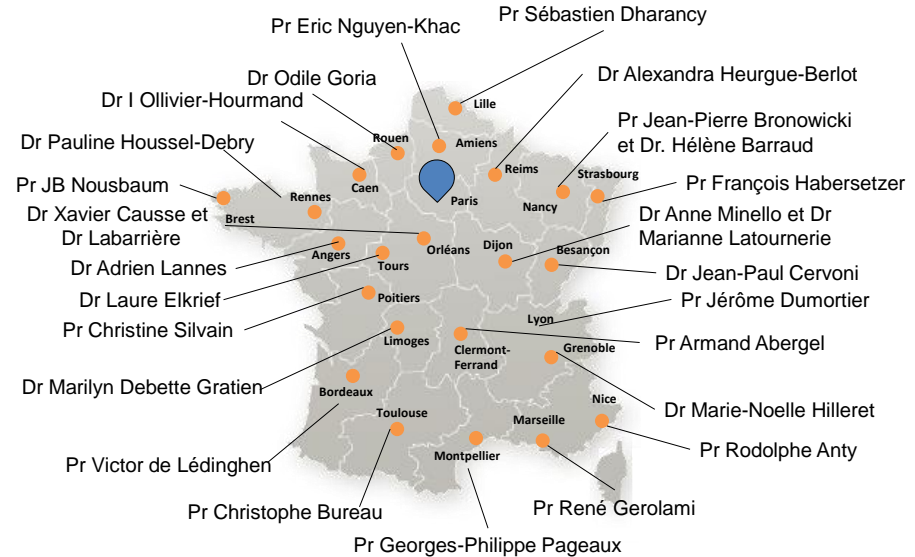 Pr Sébastien Dharancy
Pr Eric Nguyen-Khac
Dr Odile Goria
Dr Alexandra Heurgue-Berlot
Dr I Ollivier-Hourmand
Lille
Pr Jean-Pierre Bronowicki
et Dr. Hélène Barraud
Dr Pauline Houssel-Debry
Rouen
Amiens
Reims
Strasbourg
Pr JB Nousbaum
Caen
Rennes
Paris
Nancy
Pr François Habersetzer
Dr Xavier Causse et
Dr Labarrière
Brest
Dr Anne Minello et Dr
Marianne Latournerie
Angers
Orléans
Dijon
Besançon
Dr Adrien Lannes
Tours
Dr Jean-Paul Cervoni
Dr Laure Elkrief
Poitiers
Pr Jérôme Dumortier
Pr Christine Silvain
Lyon
Limoges
Clermont-
Ferrand
Grenoble
Pr Armand Abergel
Dr Marilyn Debette Gratien
Bordeaux
Nice
Dr Marie-Noelle Hilleret
Toulouse
Marseille
Pr Rodolphe Anty
Pr Victor de Lédinghen
Montpellier
Pr Christophe Bureau
Pr René Gerolami
Pr Georges-Philippe Pageaux